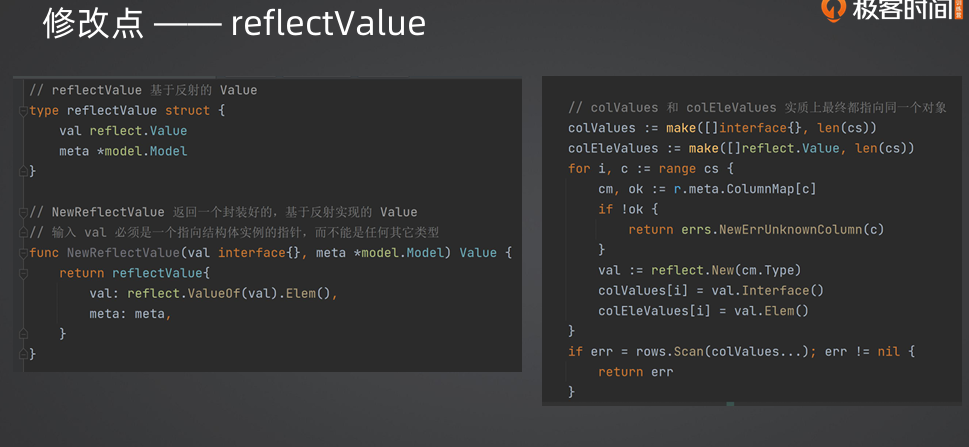 修改点 —— reflectValue
极客时间
// reflectValue 基于反射的 Value
type reflectValue struct {
    val reflect.Value
    meta *model.Model
}
// NewReflectValue 返回一个封装好的，基于反射实现的 Value
// 输入 val 必须是一个指向结构体实例的指针，而不能是任何其它类型
func NewReflectValue(val interface{}, meta *model.Model) Value {
    return reflectValue{
        val: reflect.ValueOf(val).Elem(),
        meta: meta,
    }
}
// colValues 和 colEleValues 实质上最终都指向同一个对象
colValues := make([]interface{}, len(cs))
colEleValues := make([]reflect.Value, len(cs))
for i, c := range cs {
    cm, ok := r.meta.ColumnMap[c]
    if !ok {
        return errs.NewErrUnknownColumn(c)
    }
    val := reflect.New(cm.Type)
    colValues[i] = val.Interface()
    colEleValues[i] = val.Elem()
}
if err = rows.Scan(colValues...); err != nil {
    return err
}